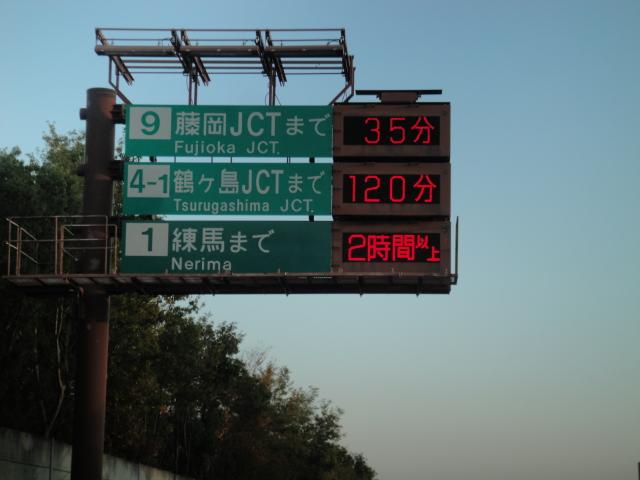 9 藤岡JCTまで 35分
Fujioka JCT.
4-1 鶴ヶ島JCTまで 120分
Tsurugashima JCT.
1 練馬まで 2時間以上
Nerima